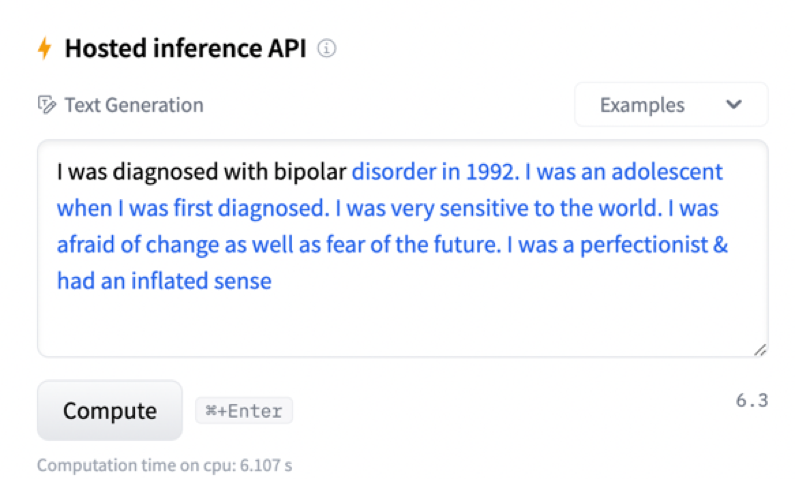 Hosted inference API
Text Generation
Examples
I was diagnosed with bipolar disorder in 1992. I was an adolescent
when I was first diagnosed. I was very sensitive to the world. I was
afraid of change as well as fear of the future. I was a perfectionist &
had an inflated sense
Compute
⌘+Enter
6.3
Computation time on cpu: 6.107 s